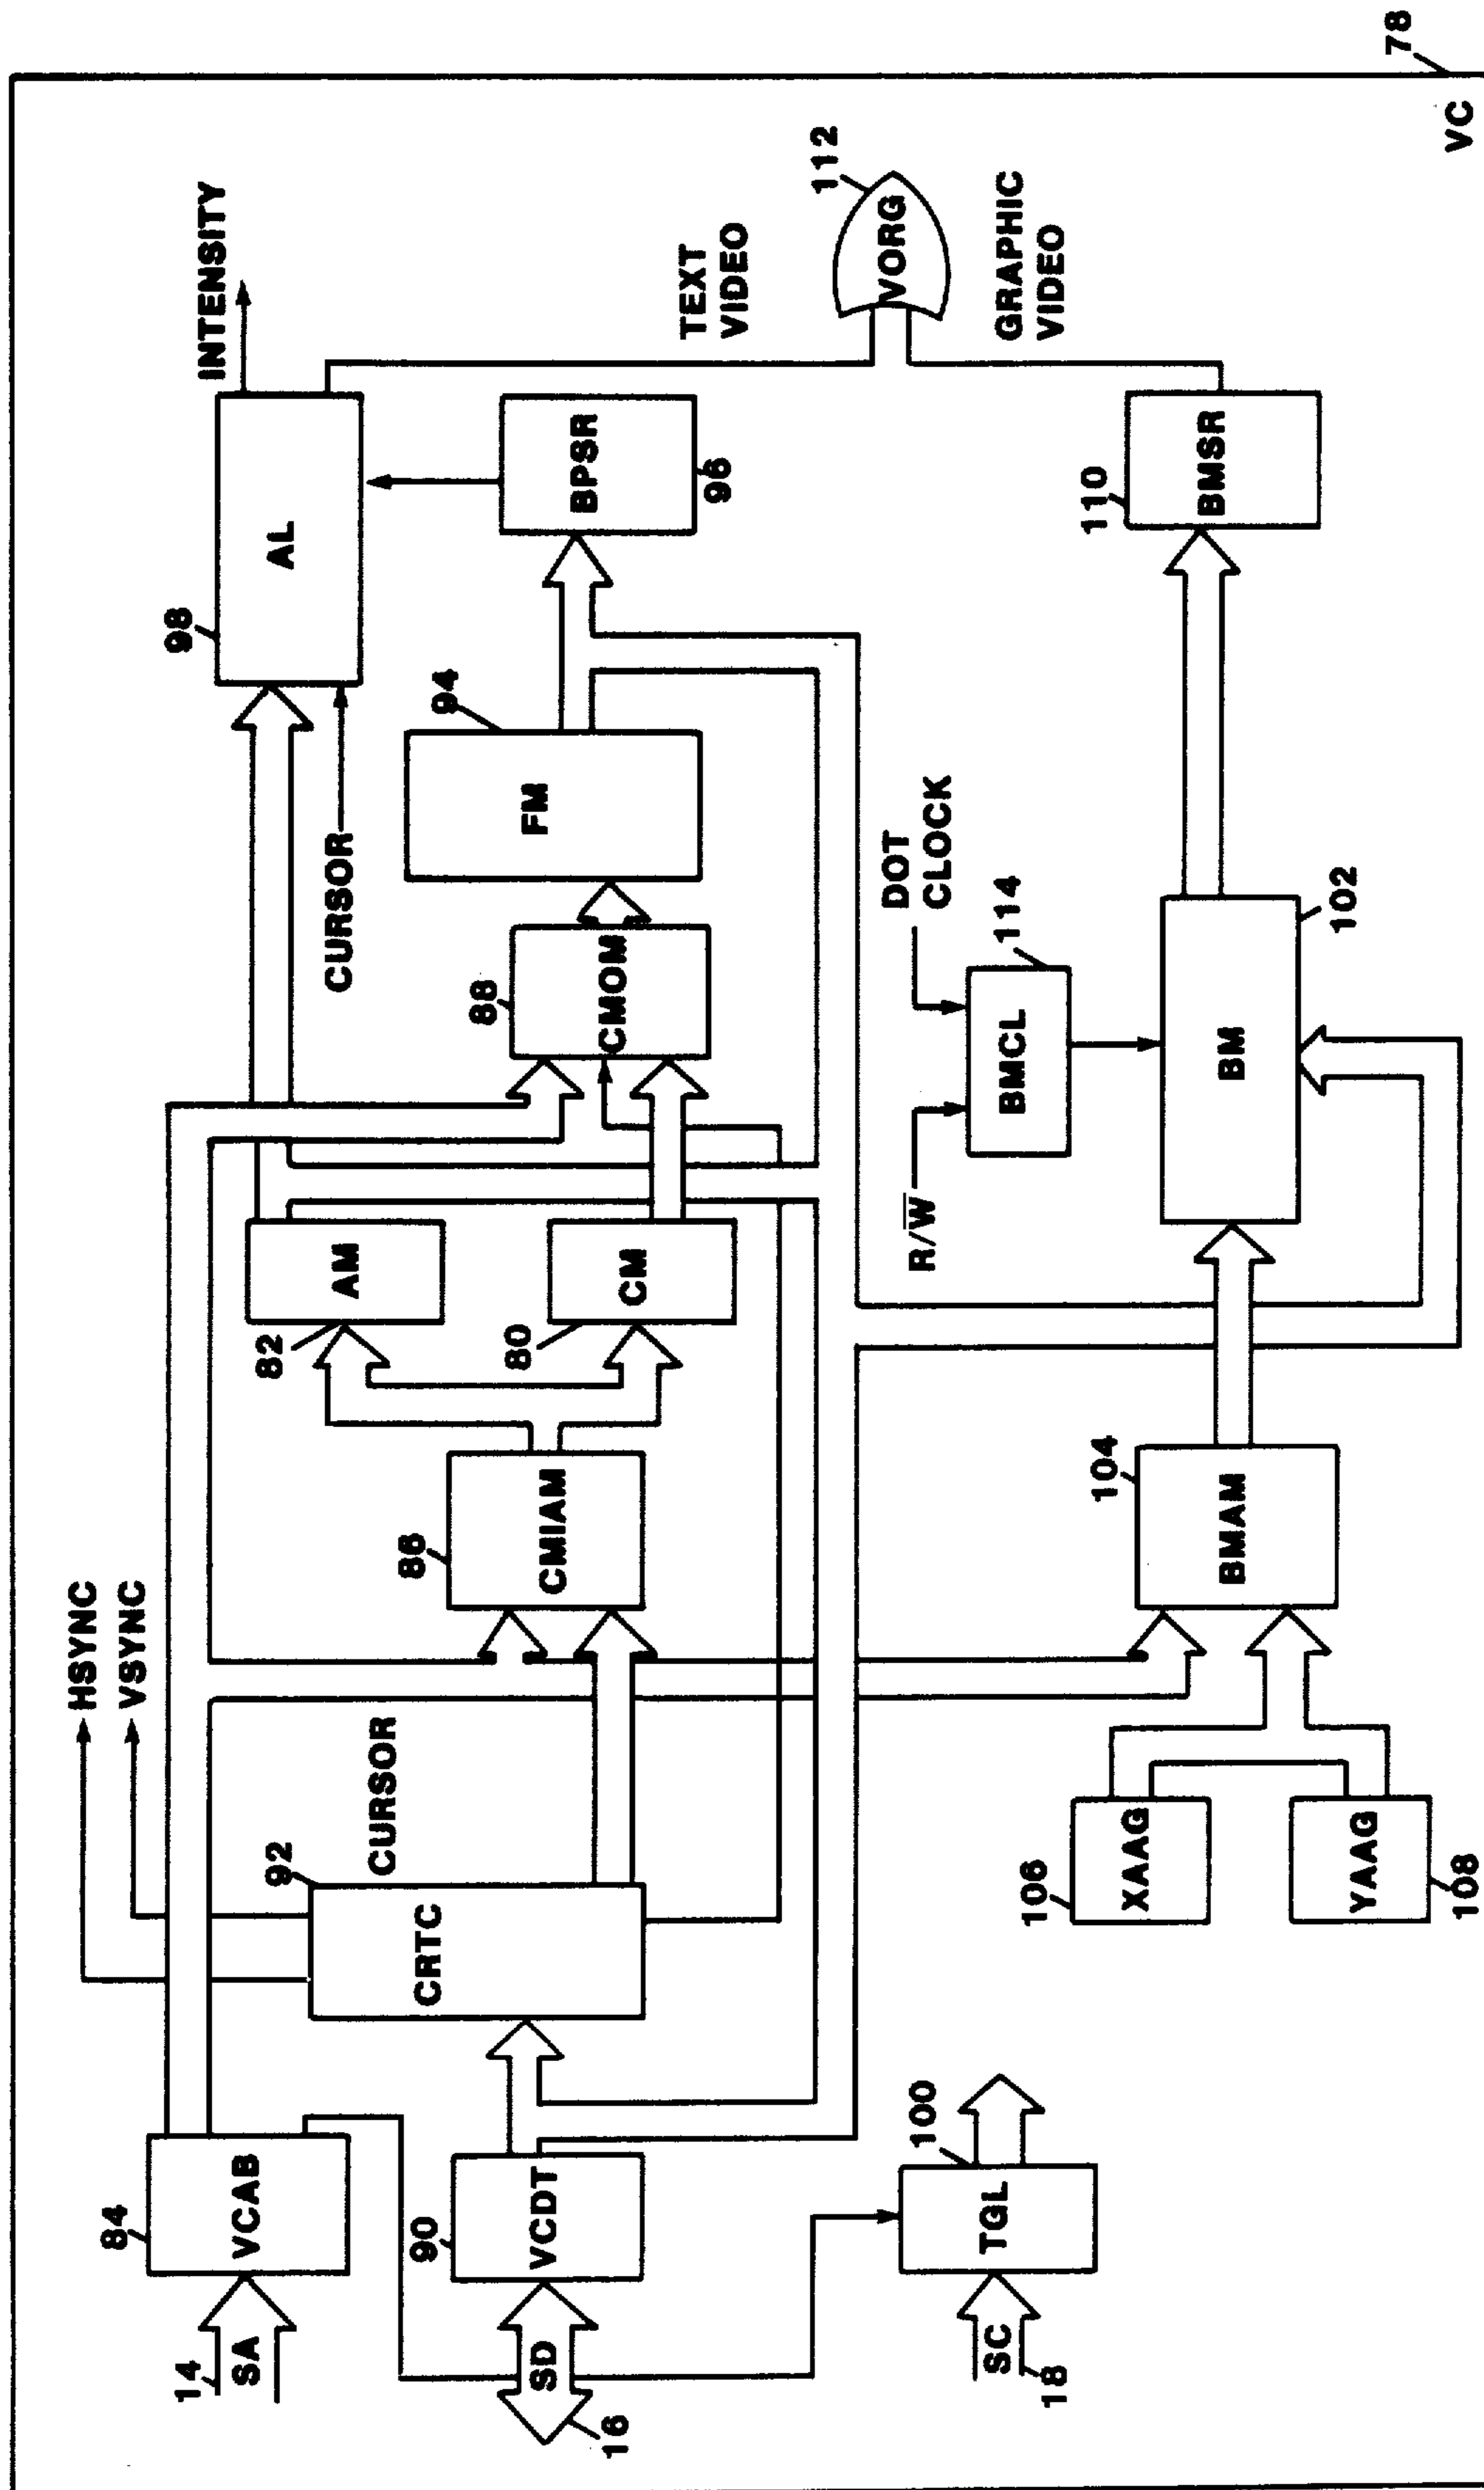 78
VC
INTENSITY
98
AL
TEXT
VIDEO
112
VORG
GRAPHIC
VIDEO
BPSR
96
110
BMSR
CURSOR
94
FM
88
CMOM
DOT
CLOCK
114
BMCL
R/W̅
BM
102
82
AM
80
CM
86
CMIAM
104
BMAM
HSYNC
VSYNC
CURSOR
92
CRTC
106
XAAG
YAAG
108
84
VCAB
90
VCDT
100
TGL
14
SA
SD
16
SC
18